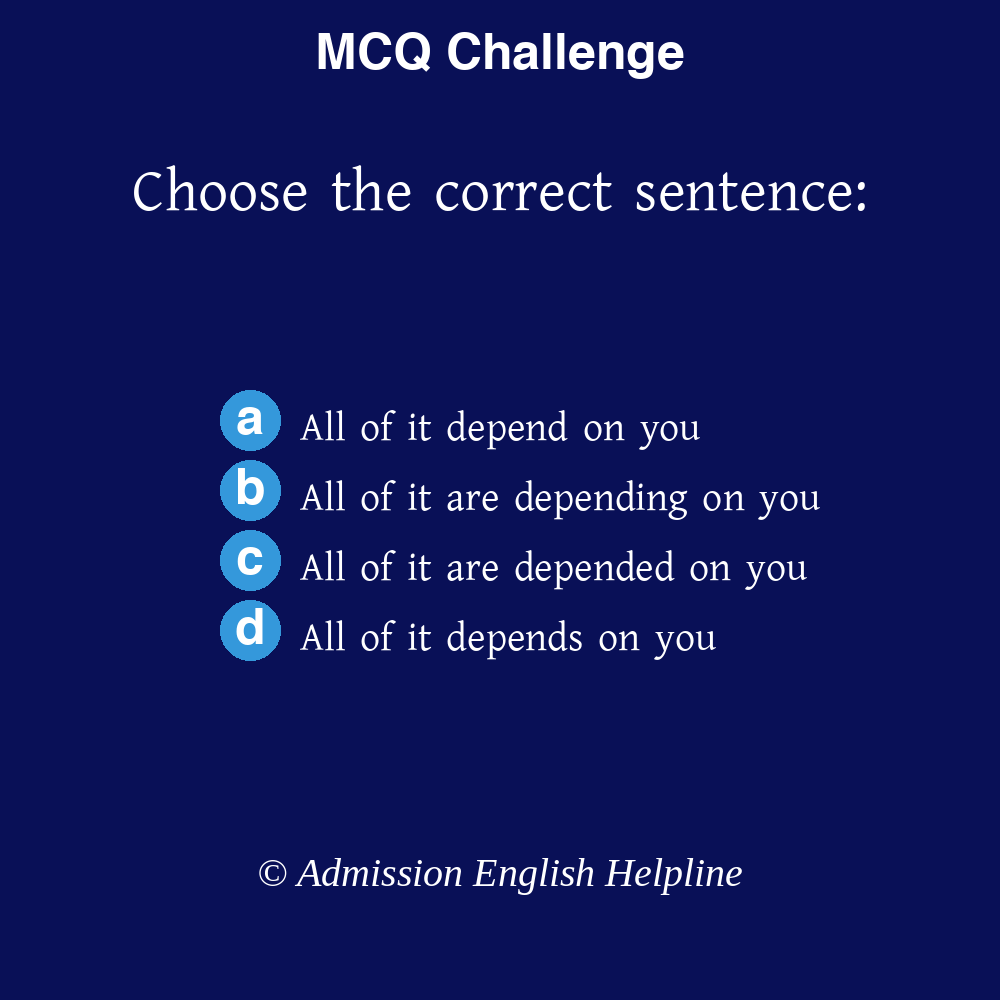 MCQ Challenge
Choose the correct sentence:
a All of it depend on you
b All of it are depending on you
c All of it are depended on you
d All of it depends on you
© Admission English Helpline